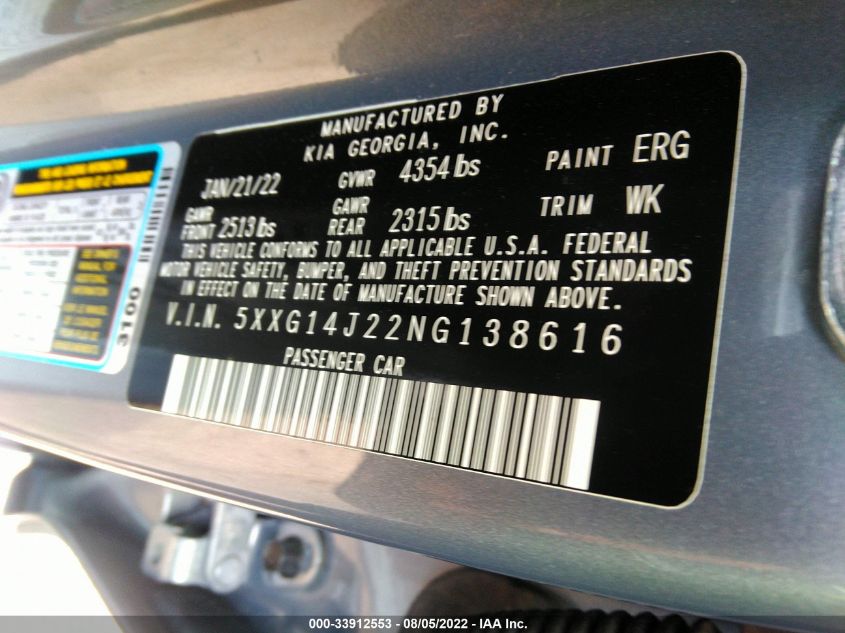 MANUFACTURED BY
KIA GEORGIA, INC.
JAN/21/22 GVWR 4354 lbs PAINT ERG
GAWR FRONT 2513 lbs GAWR REAR 2315 lbs TRIM WK
THIS VEHICLE CONFORMS TO ALL APPLICABLE U.S.A. FEDERAL
MOTOR VEHICLE SAFETY, BUMPER, AND THEFT PREVENTION STANDARDS
IN EFFECT ON THE DATE OF MANUFACTURE SHOWN ABOVE.
V.I.N. 5XXG14J22NG138616
PASSENGER CAR
3100
000-33912553 — 08/05/2022 - IAA Inc.